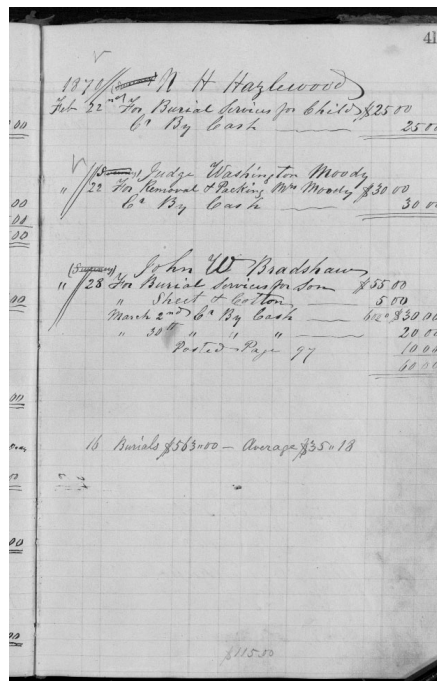 41
187 N H Hazlewood
Feb 22nd For Burial Services for Child $25 00
Cr By Cash 25 00
Judge Washington Moody
" 22 For Removal & Packing Mrs Moody $30 00
Cr By Cash 30 00
John W Bradshaw
" 28 For Burial Services for Son $55.00
" Sheet & Cotton 5.00
March 2nd Cr By Cash $30 00
" 30th " " " 20 00
Posted Page 97 10 00
60 00
16 Burials $563"00 – Average $35"18
$115.00